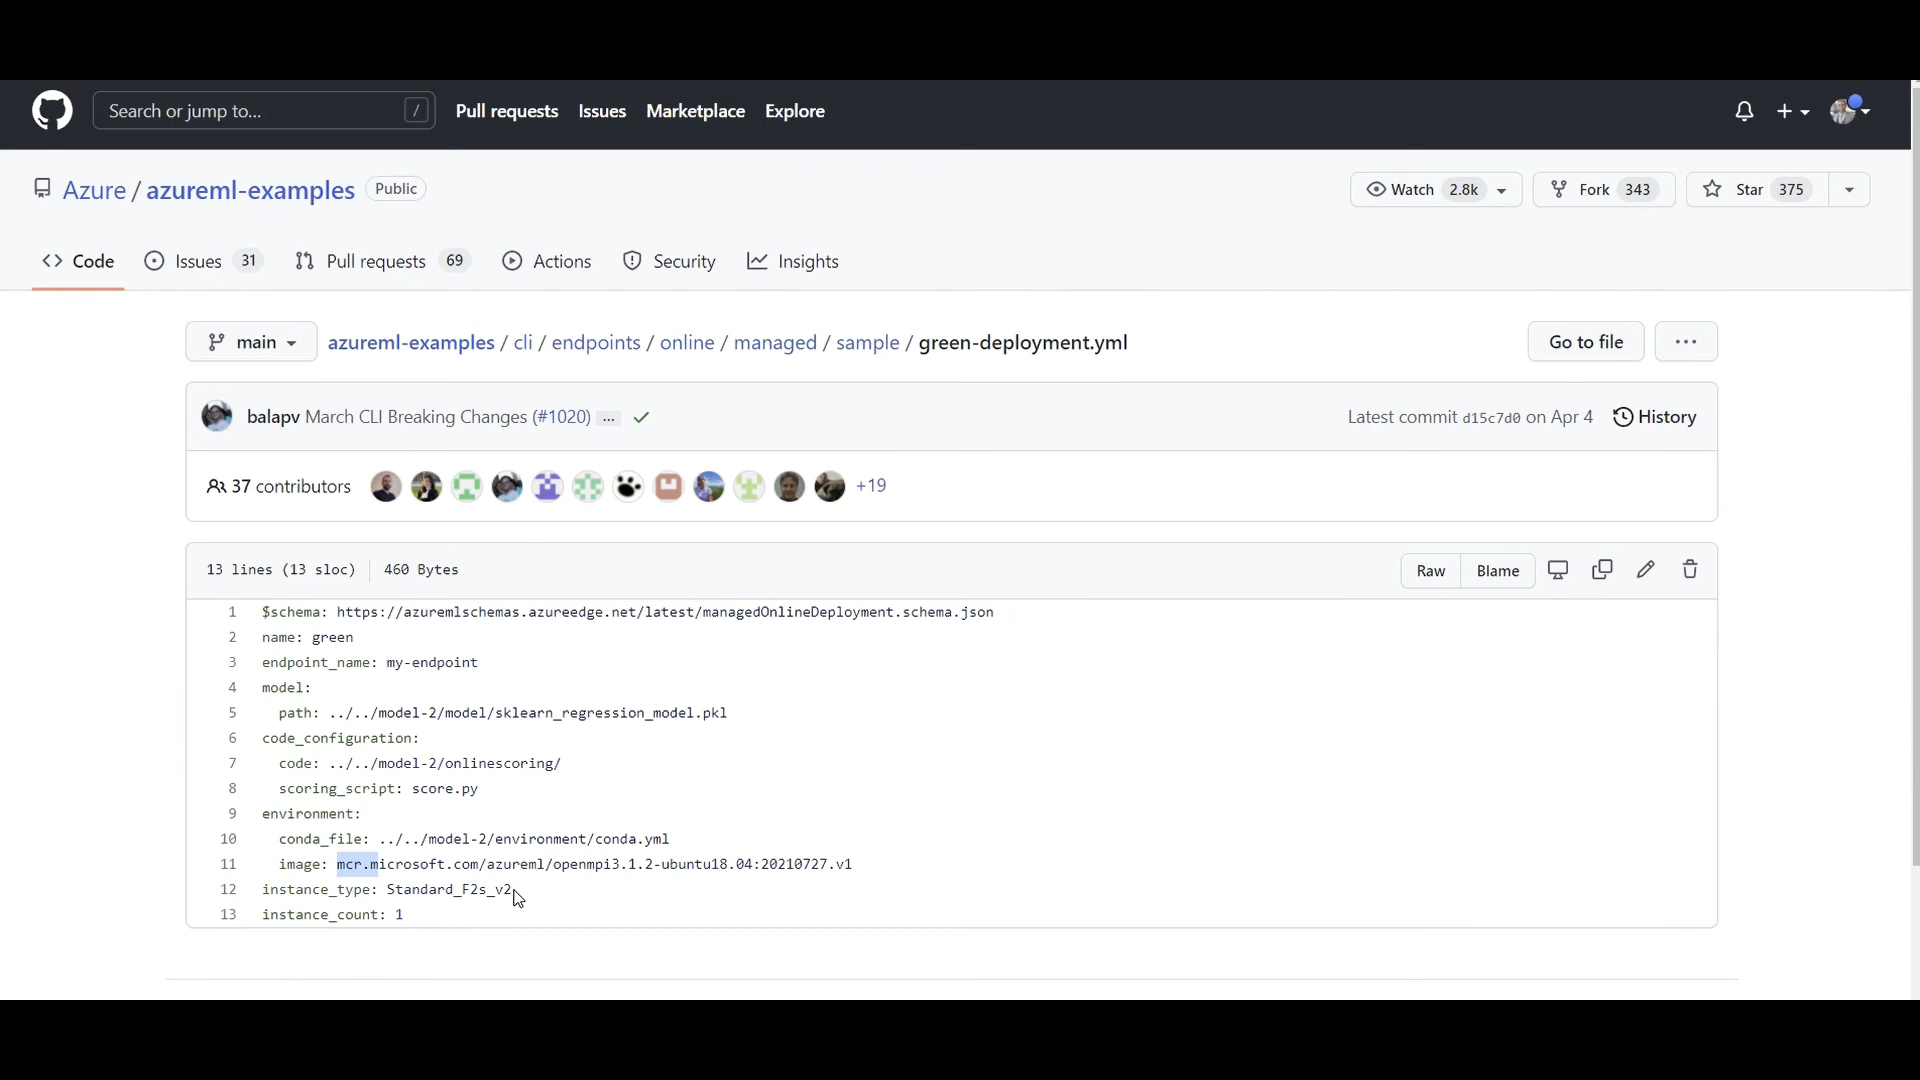 Search or jump to... / Pull requests Issues Marketplace Explore
Azure / azureml-examples Public Watch 2.8k Fork 343 Star 375
Code Issues 31 Pull requests 69 Actions Security Insights
main azureml-examples / cli / endpoints / online / managed / sample / green-deployment.yml Go to file ...
balapv March CLI Breaking Changes (#1020) ... Latest commit d15c7d0 on Apr 4 History
37 contributors +19
13 lines (13 sloc) 460 Bytes Raw Blame
1 $schema: https://azuremlschemas.azureedge.net/latest/managedOnlineDeployment.schema.json
2 name: green
3 endpoint_name: my-endpoint
4 model:
5 path: ../../model-2/model/sklearn_regression_model.pkl
6 code_configuration:
7 code: ../../model-2/onlinescoring/
8 scoring_script: score.py
9 environment:
10 conda_file: ../../model-2/environment/conda.yml
11 image: mcr.microsoft.com/azureml/openmpi3.1.2-ubuntu18.04:20210727.v1
12 instance_type: Standard_F2s_v2
13 instance_count: 1